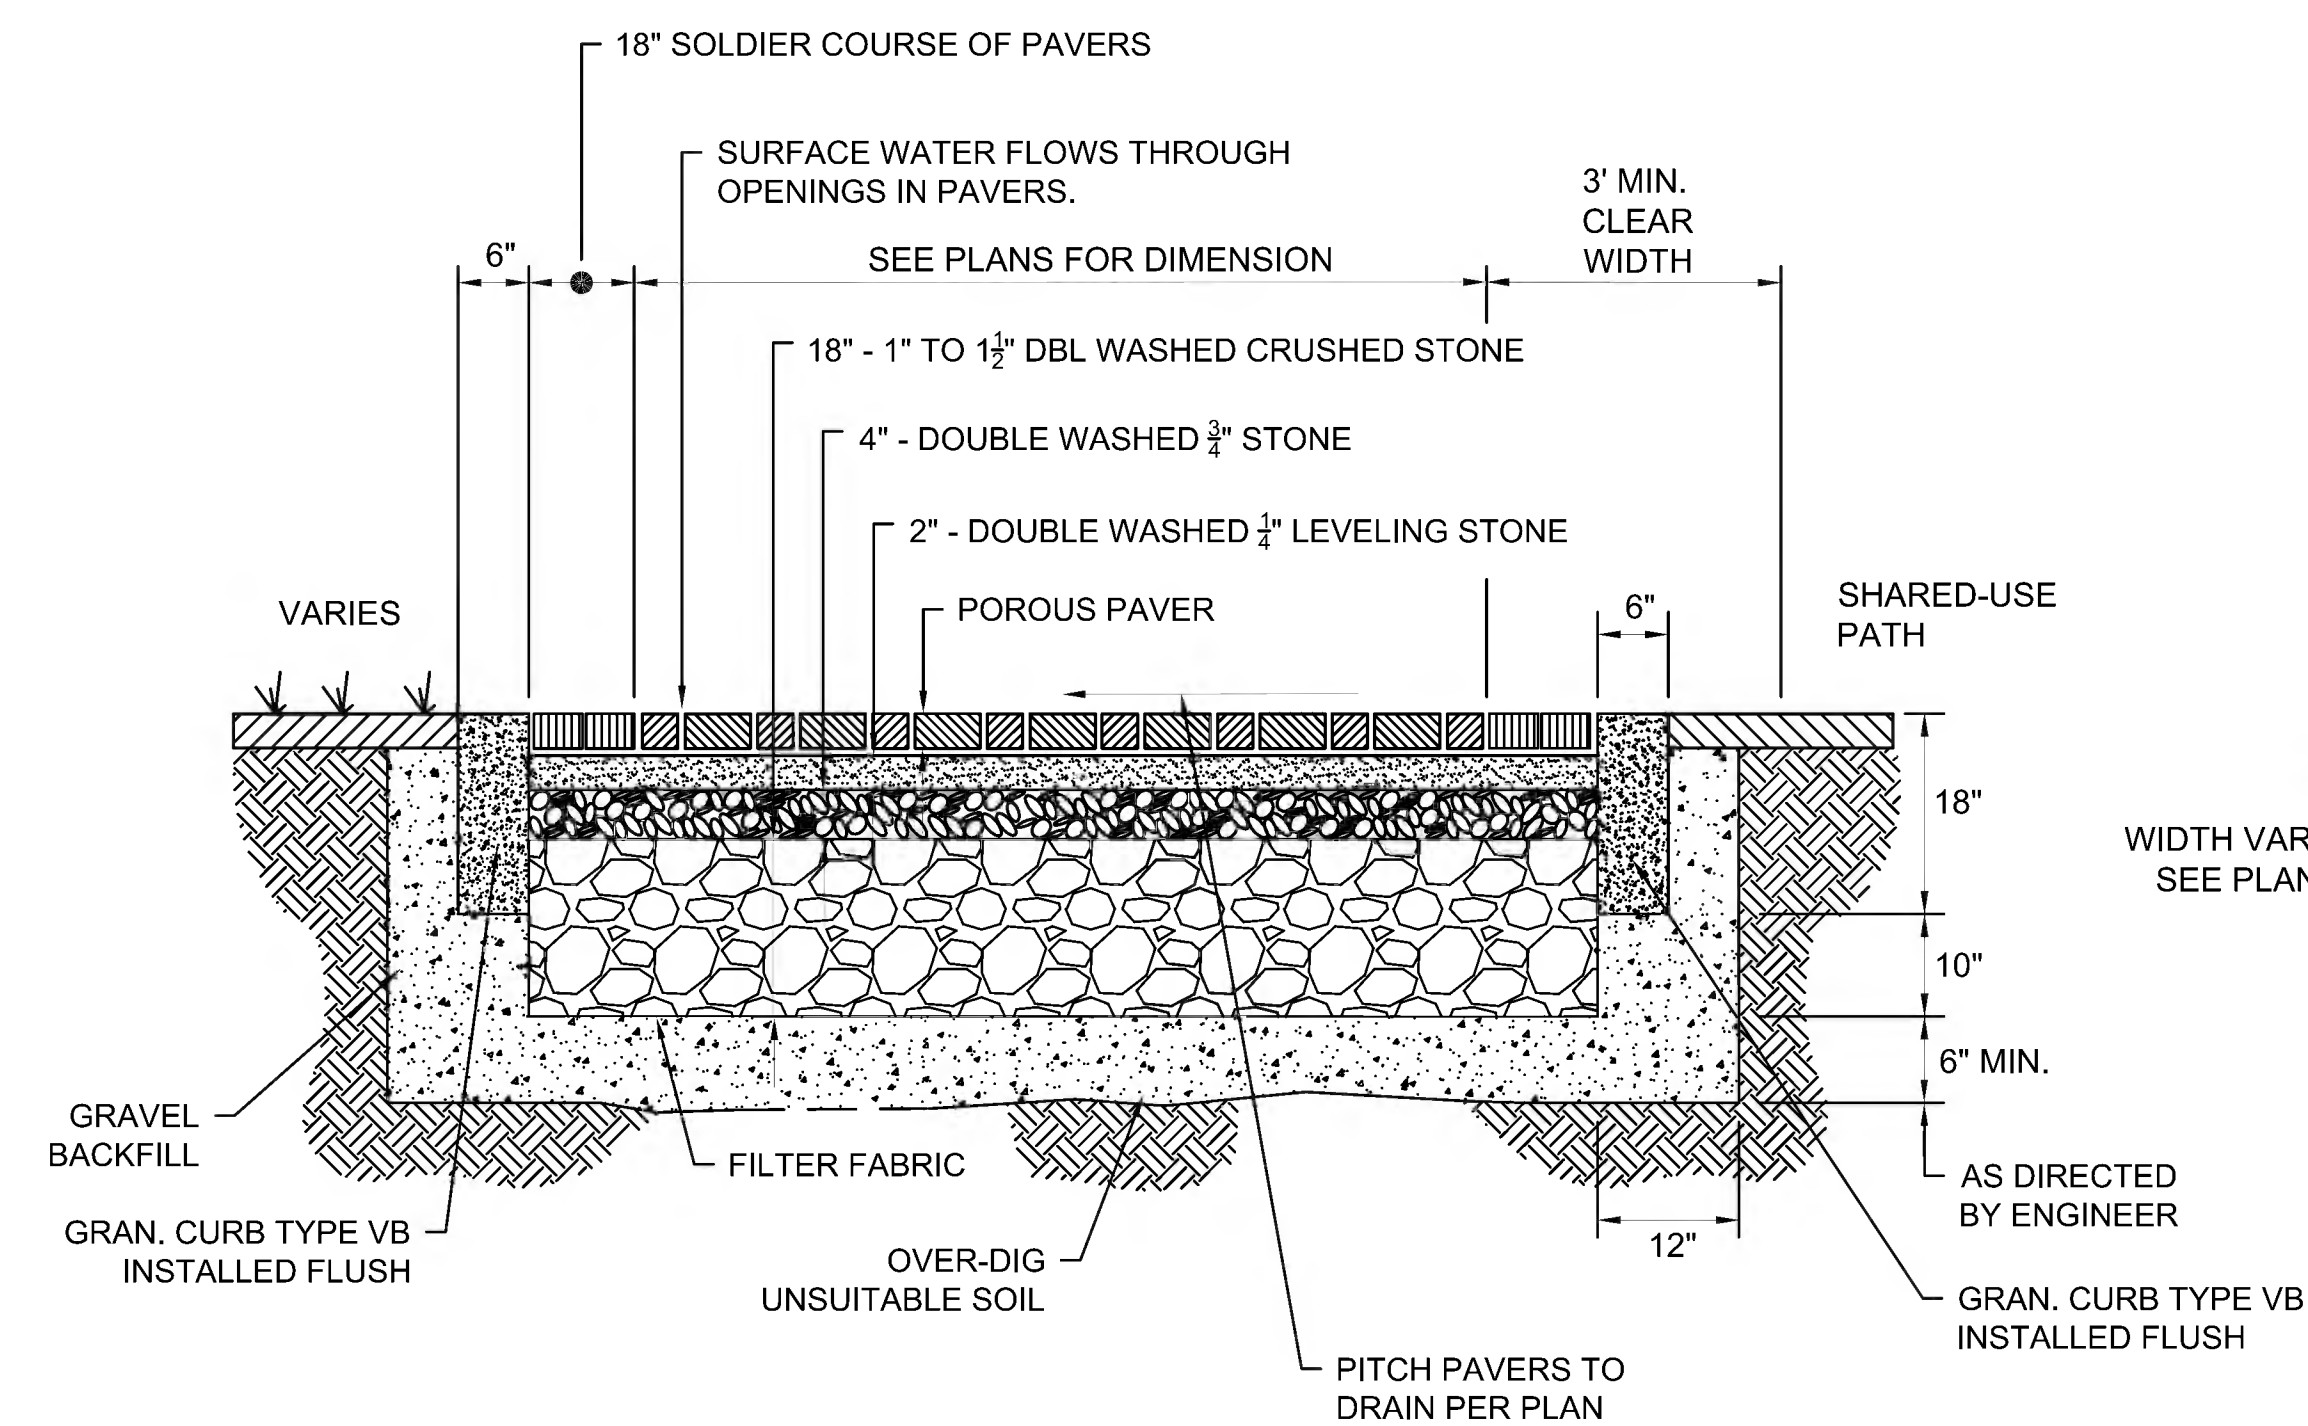 18" SOLDIER COURSE OF PAVERS
SURFACE WATER FLOWS THROUGH
OPENINGS IN PAVERS.
3' MIN.
CLEAR
WIDTH
6"
SEE PLANS FOR DIMENSION
18" - 1" TO 1½" DBL WASHED CRUSHED STONE
4" - DOUBLE WASHED ¾" STONE
2" - DOUBLE WASHED ¼" LEVELING STONE
VARIES
POROUS PAVER
6"
SHARED-USE
PATH
18"
WIDTH VAR
SEE PLAN
10"
6" MIN.
GRAVEL
BACKFILL
FILTER FABRIC
AS DIRECTED
BY ENGINEER
GRAN. CURB TYPE VB
INSTALLED FLUSH
OVER-DIG
UNSUITABLE SOIL
12"
GRAN. CURB TYPE VB
INSTALLED FLUSH
PITCH PAVERS TO
DRAIN PER PLAN